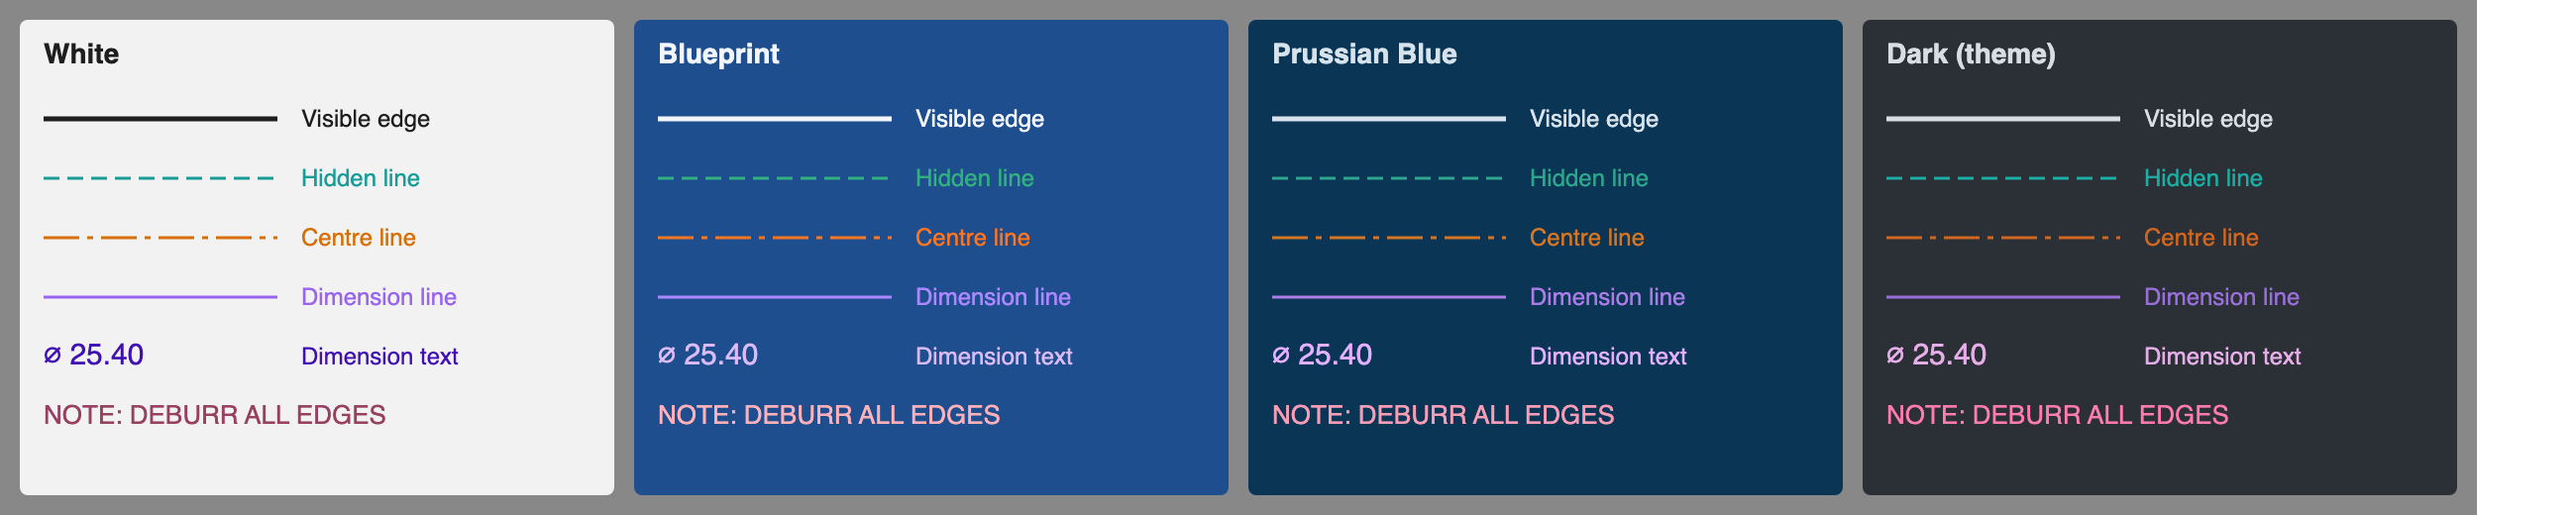 White
Visible edge
Hidden line
Centre line
Dimension line
⌀ 25.40 Dimension text
NOTE: DEBURR ALL EDGES
Blueprint
Visible edge
Hidden line
Centre line
Dimension line
⌀ 25.40 Dimension text
NOTE: DEBURR ALL EDGES
Prussian Blue
Visible edge
Hidden line
Centre line
Dimension line
⌀ 25.40 Dimension text
NOTE: DEBURR ALL EDGES
Dark (theme)
Visible edge
Hidden line
Centre line
Dimension line
⌀ 25.40 Dimension text
NOTE: DEBURR ALL EDGES